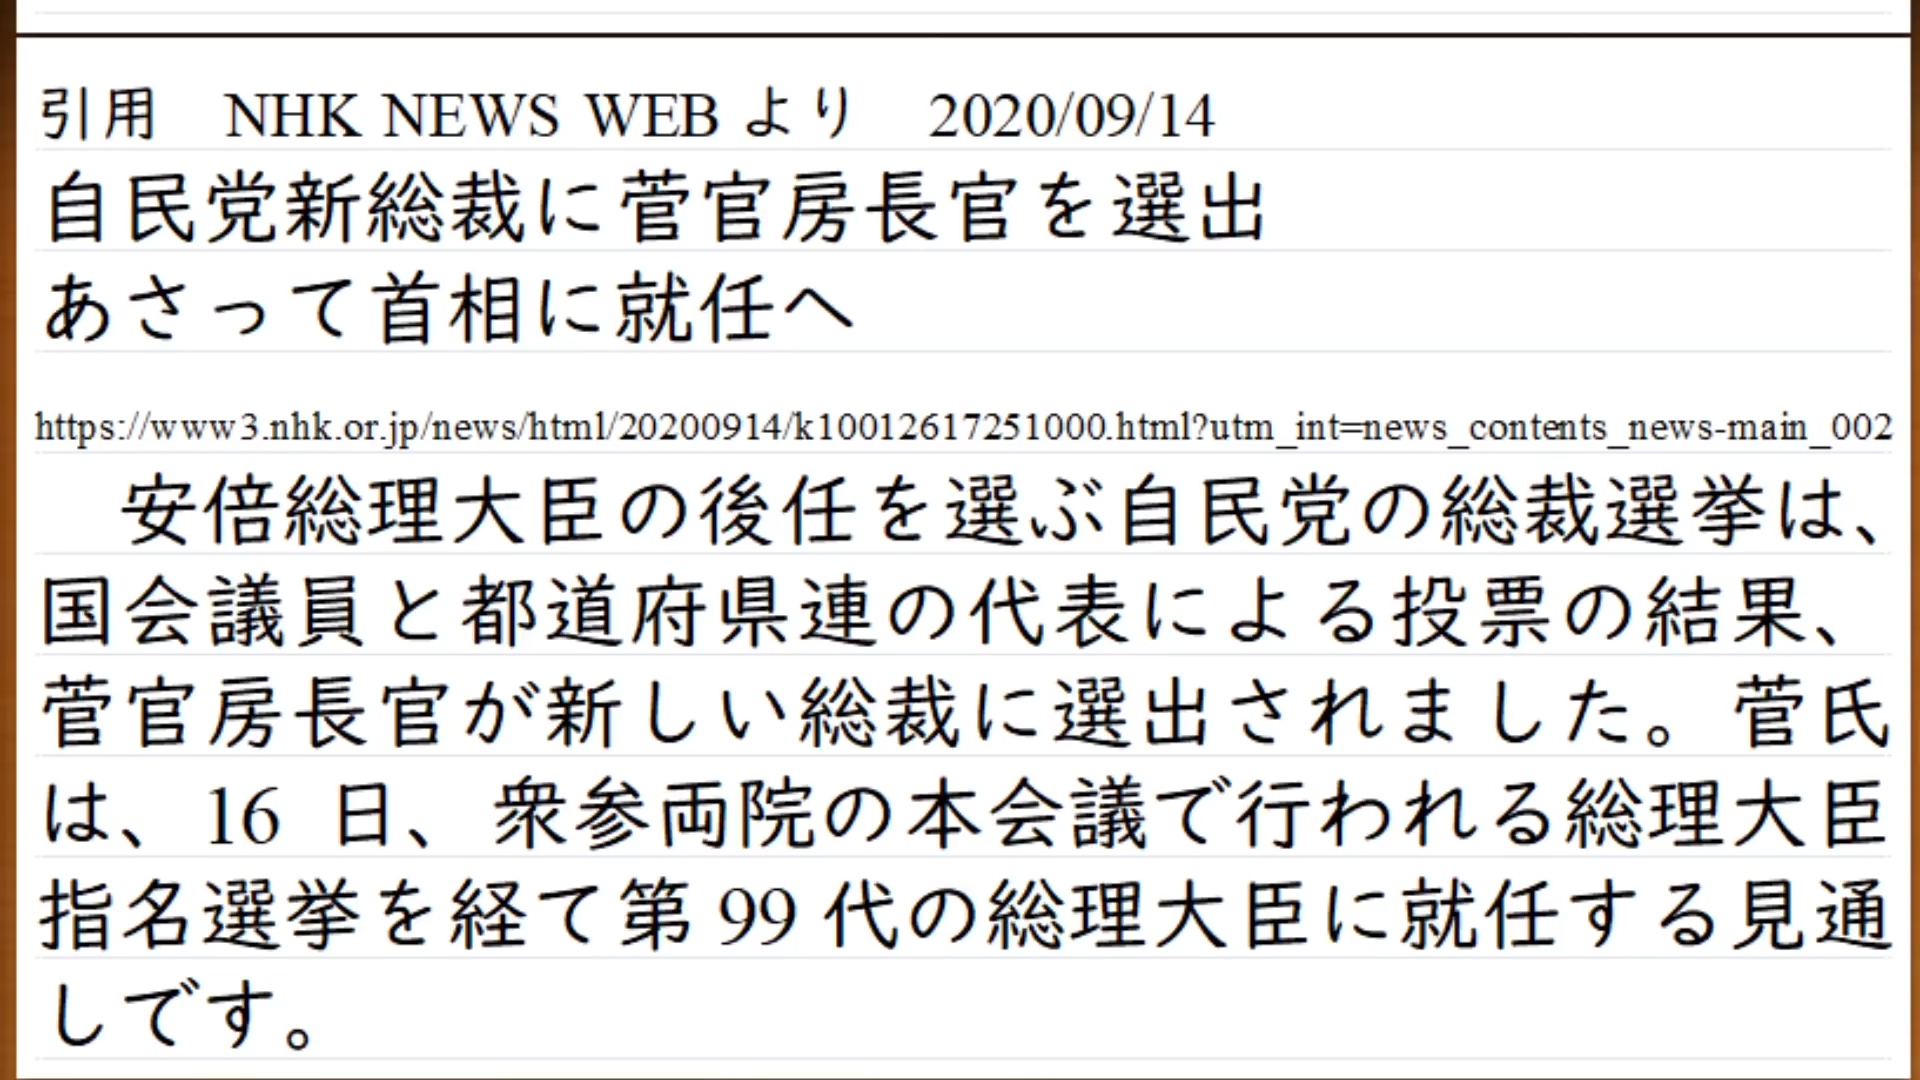 引用　NHK NEWS WEB より　2020/09/14
自民党新総裁に菅官房長官を選出
あさって首相に就任へ
https://www3.nhk.or.jp/news/html/20200914/k10012617251000.html?utm_int=news_contents_news-main_002
　安倍総理大臣の後任を選ぶ自民党の総裁選挙は、
国会議員と都道府県連の代表による投票の結果、
菅官房長官が新しい総裁に選出されました。菅氏
は、16 日、衆参両院の本会議で行われる総理大臣
指名選挙を経て第 99 代の総理大臣に就任する見通
しです。